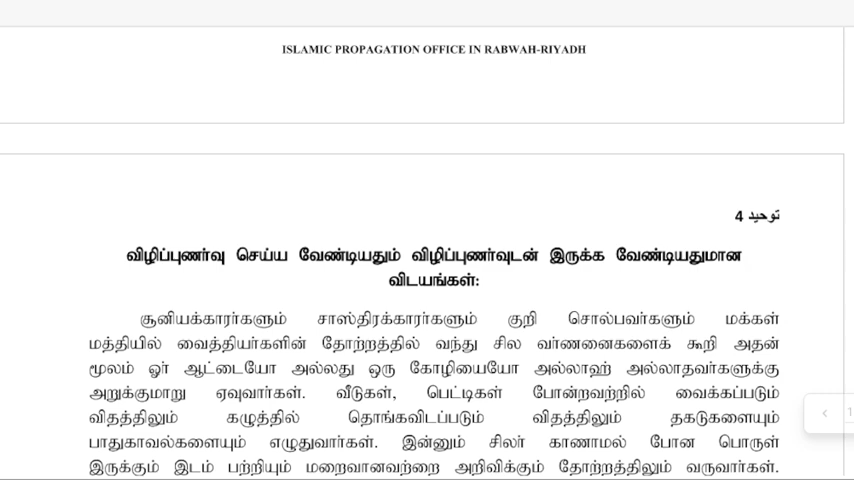 ISLAMIC PROPAGATION OFFICE IN RABWAH-RIYADH
توحيد 4
விழிப்புணர்வு செய்ய வேண்டியதும் விழிப்புணர்வுடன் இருக்க வேண்டியதுமான
விடயங்கள்:
சூனியக்காரர்களும் சாஸ்திரக்காரர்களும் குறி சொல்பவர்களும் மக்கள்
மத்தியில் வைத்தியர்களின் தோற்றத்தில் வந்து சில வர்ணனைகளைக் கூறி அதன்
மூலம் ஓர் ஆட்டையோ அல்லது ஒரு கோழியையோ அல்லாஹ் அல்லாதவர்களுக்கு
அறுக்குமாறு ஏவுவார்கள். வீடுகள், பெட்டிகள் போன்றவற்றில் வைக்கப்படும்
விதத்திலும் கழுத்தில் தொங்கவிடப்படும் விதத்திலும் தகடுகளையும்
பாதுகாவல்களையும் எழுதுவார்கள். இன்னும் சிலர் காணாமல் போன பொருள்
இருக்கும் இடம் பற்றியும் மறைவானவற்றை அறிவிக்கும் தோற்றத்திலும் வருவார்கள்.
1